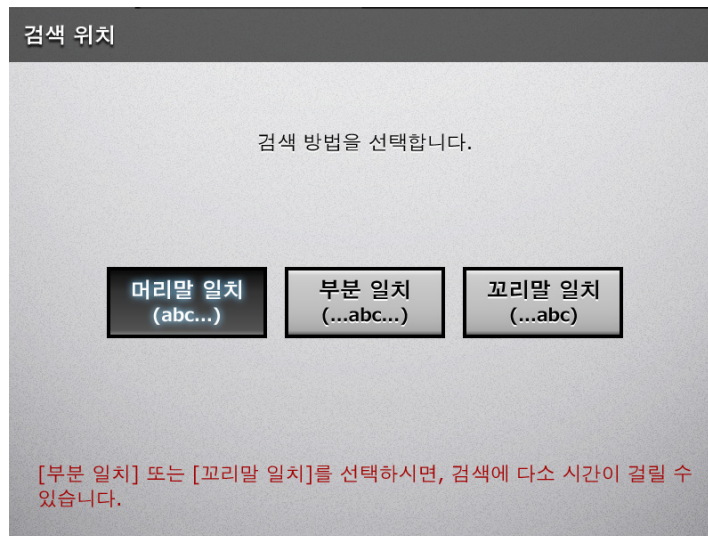 검색 위치
검색 방법을 선택합니다.
머리말 일치
(abc...)
부분 일치
(...abc...)
꼬리말 일치
(...abc)
[부분 일치] 또는 [꼬리말 일치]를 선택하시면, 검색에 다소 시간이 걸릴 수
있습니다.